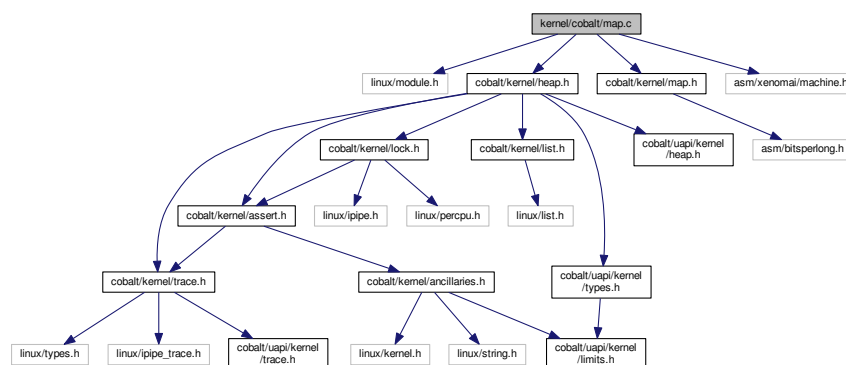 kernel/cobalt/map.c
linux/module.h
cobalt/kernel/heap.h
cobalt/kernel/map.h
asm/xenomai/machine.h
cobalt/kernel/lock.h
cobalt/kernel/list.h
cobalt/uapi/kernel
/heap.h
asm/bitsperlong.h
cobalt/kernel/assert.h
linux/ipipe.h
linux/percpu.h
linux/list.h
cobalt/kernel/trace.h
cobalt/kernel/ancillaries.h
cobalt/uapi/kernel
/types.h
linux/types.h
linux/ipipe_trace.h
cobalt/uapi/kernel
/trace.h
linux/kernel.h
linux/string.h
cobalt/uapi/kernel
/limits.h